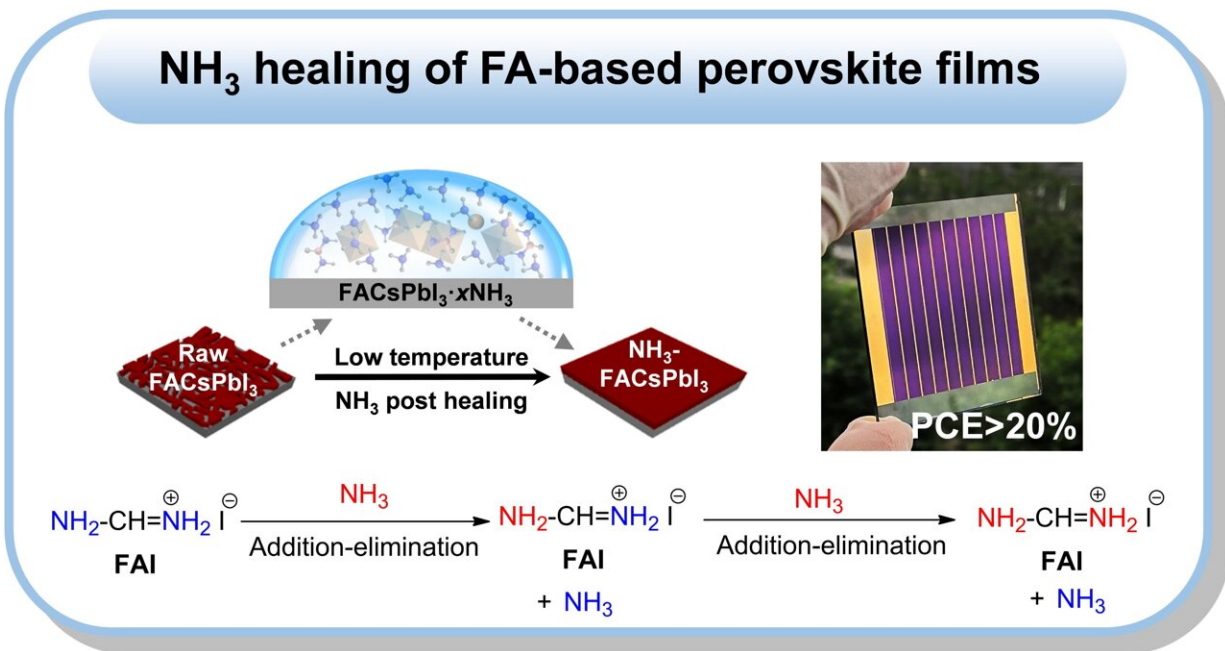 NH₃ healing of FA-based perovskite films
FACsPbI₃·xNH₃
Raw
FACsPbI₃
Low temperature
NH₃ post healing
NH₃-
FACsPbI₃
PCE>20%
NH₂-CH=NH₂ I
⊕ ⊖
FAI
NH₃
Addition-elimination
NH₂-CH=NH₂ I
⊕ ⊖
FAI
+ NH₃
NH₃
Addition-elimination
NH₂-CH=NH₂ I
⊕ ⊖
FAI
+ NH₃